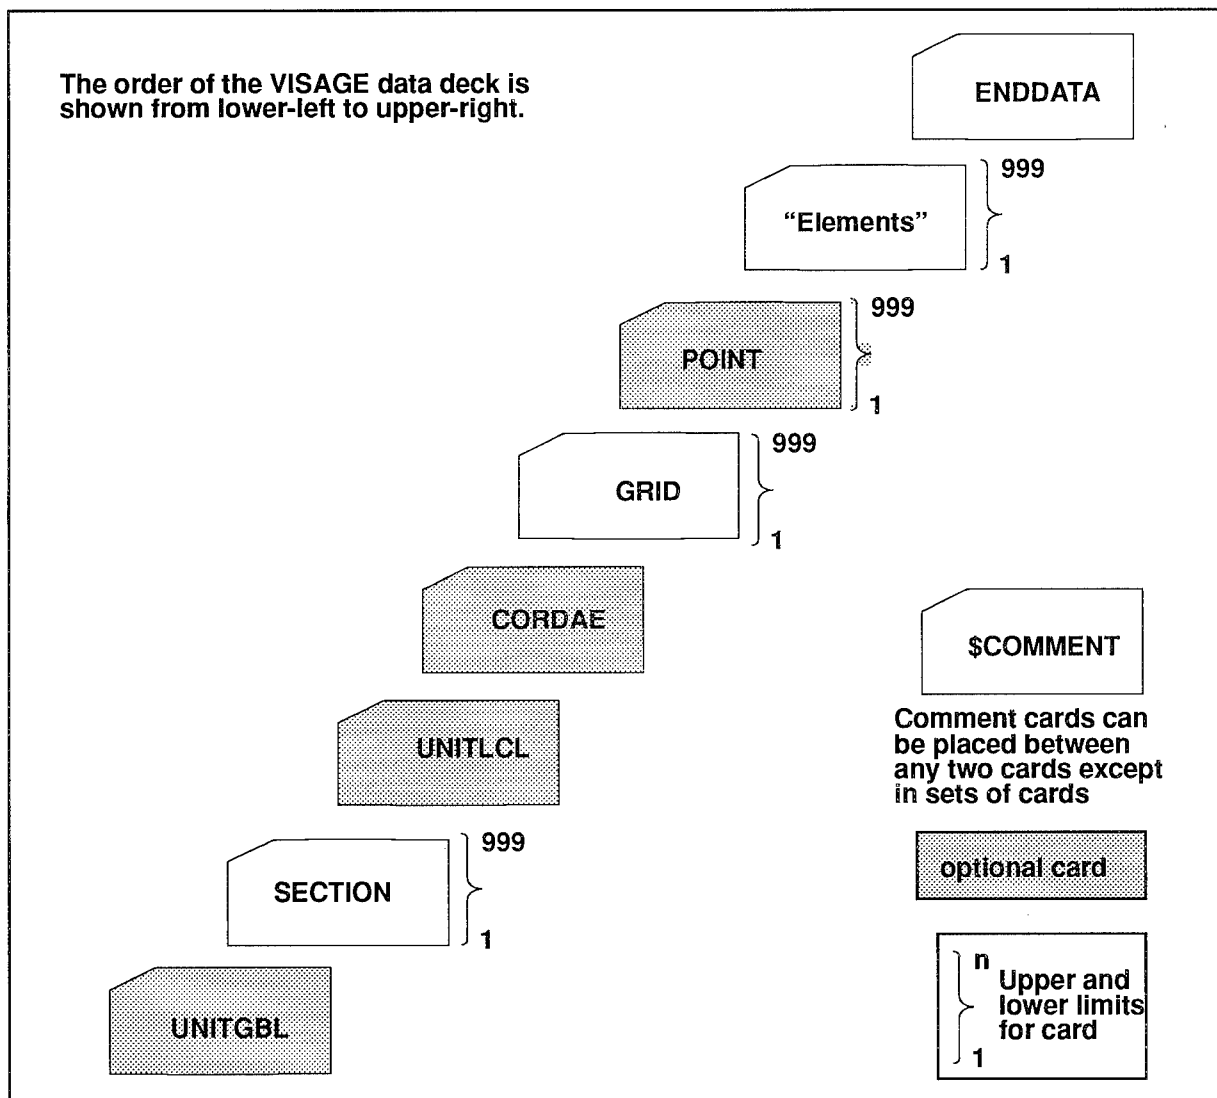 The order of the VISAGE data deck is
shown from lower-left to upper-right.
ENDDATA
999
“Elements”
1
999
POINT
1
999
GRID
1
CORDAE
$COMMENT
Comment cards can
be placed between
any two cards except
in sets of cards
UNITLCL
999
SECTION
1
optional card
n
Upper and
lower limits
for card
1
UNITGBL